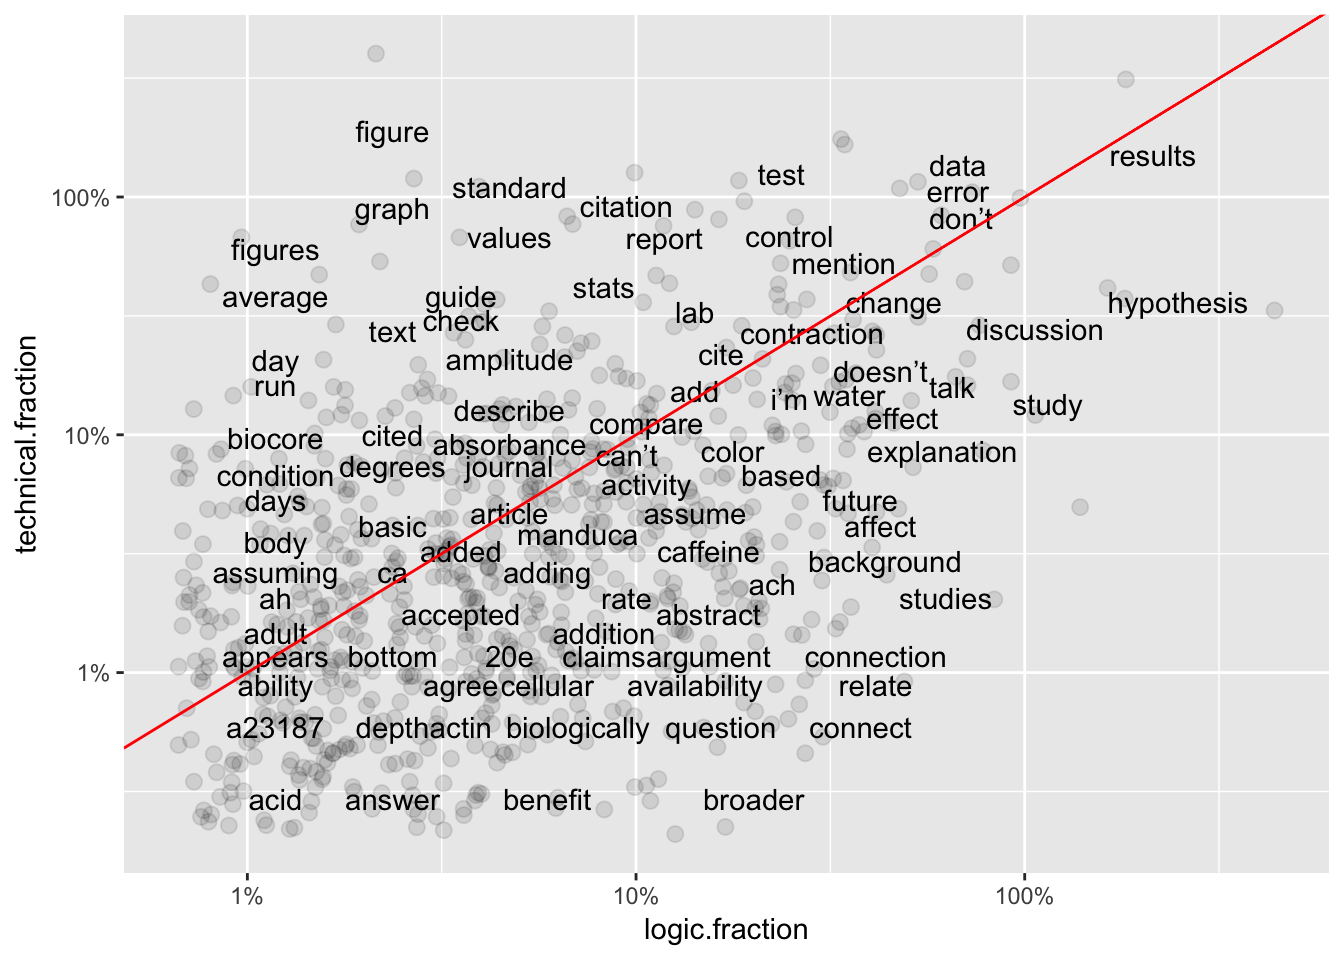 figure
results
data
test
standard
error
citation
graph
don't
values
report
control
figures
mention
stats
average
guide
change
hypothesis
lab
check
text
contraction
discussion
cite
day
amplitude
doesn't
run
add
i'm
water
talk
study
describe
effect
compare
biocore
cited
absorbance
can't
color
explanation
condition
degrees
journal
based
activity
days
future
article
assume
basic
affect
body
manduca
added
caffeine
background
assuming
ca
adding
ach
ah
rate
studies
accepted
abstract
adult
addition
appears
bottom
20e
claims
argument
connection
ability
agree
cellular
availability
relate
a23187
depth
actin
biologically
question
connect
acid
answer
benefit
broader
100%
10%
1%
technical.fraction
1%
10%
100%
logic.fraction